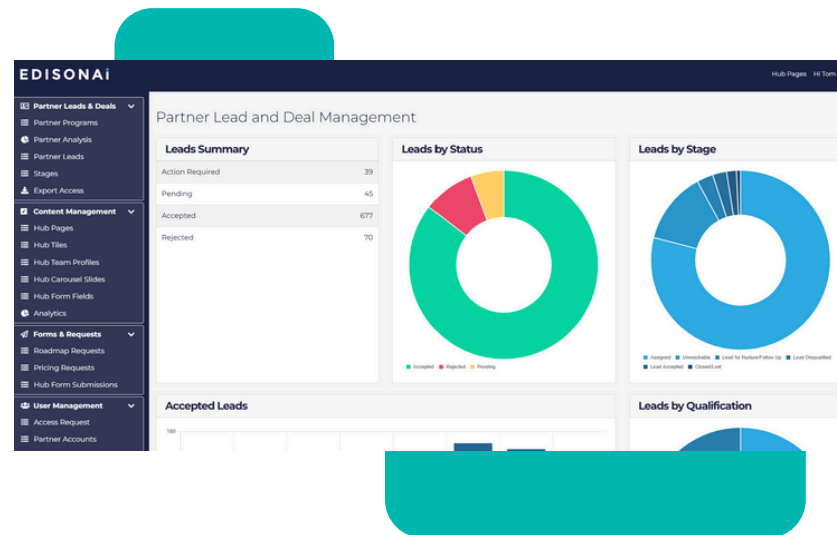 EDISONAi
Hub Pages Hi Tom
Partner Leads & Deals
Partner Programs
Partner Analysis
Partner Leads
Stages
Export Access
Content Management
Hub Pages
Hub Tiles
Hub Team Profiles
Hub Carousel Slides
Hub Form Fields
Analytics
Forms & Requests
Roadmap Requests
Pricing Requests
Hub Form Submissions
User Management
Access Request
Partner Accounts
Partner Lead and Deal Management
Leads Summary
Action Required 39
Pending 45
Accepted 677
Rejected 70
Leads by Status
Accepted Rejected Pending
Leads by Stage
Assigned Unreachable Lead for Nurture/Follow Up Lead Disqualified
Lead Accepted Closed/Lost
Accepted Leads
160
Leads by Qualification